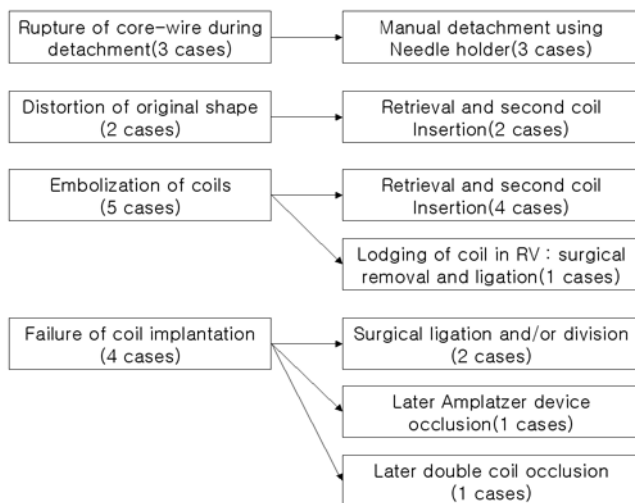 Rupture of core-wire during
detachment(3 cases)
Manual detachment using
Needle holder(3 cases)
Distortion of original shape
(2 cases)
Retrieval and second coil
Insertion(2 cases)
Embolization of coils
(5 cases)
Retrieval and second coil
Insertion(4 cases)
Lodging of coil in RV : surgical
removal and ligation(1 cases)
Failure of coil implantation
(4 cases)
Surgical ligation and/or division
(2 cases)
Later Amplatzer device
occlusion(1 cases)
Later double coil occlusion
(1 cases)